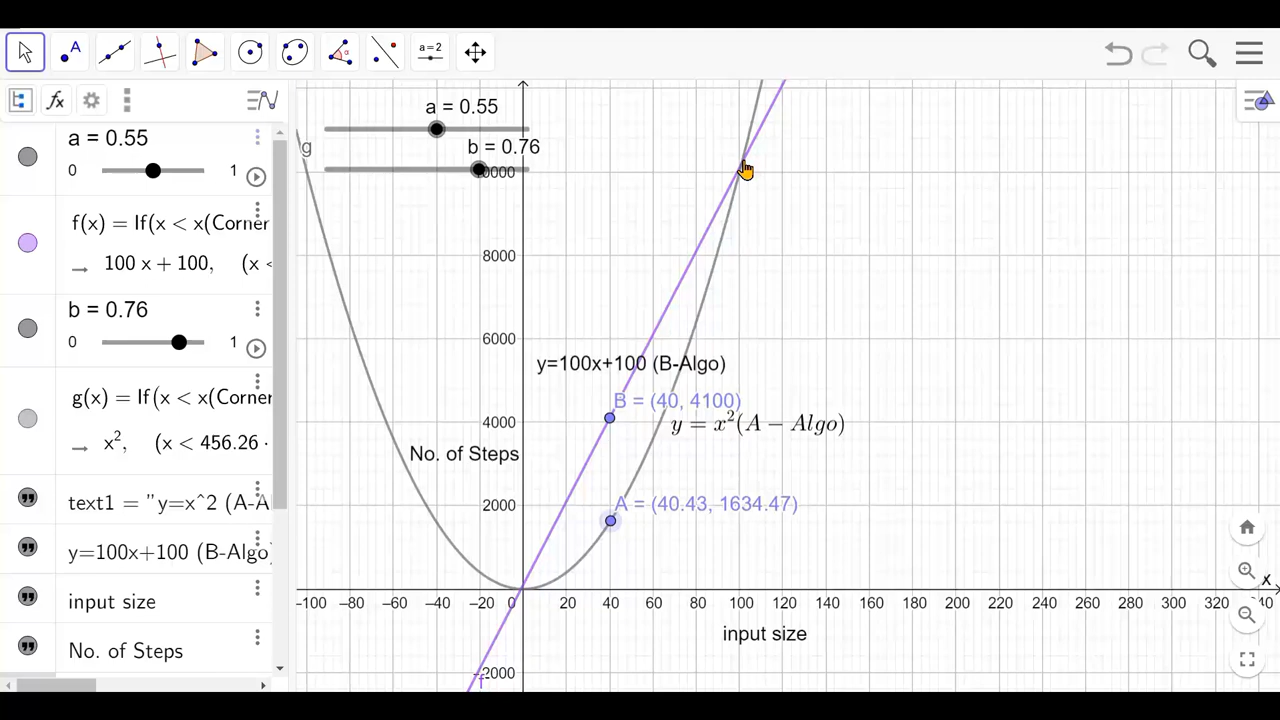 A
a=2
a = 0.55
0 1
f(x) = If(x < x(Corner
→ 100 x + 100, (x <
b = 0.76
0 1
g(x) = If(x < x(Corner
→ x², (x < 456.26 ·
text1 = "y=x^2 (A-A
y=100x+100 (B-Algo)
input size
No. of Steps
a = 0.55
b = 0.76
g
10000
8000
6000
y=100x+100 (B-Algo)
B = (40, 4100)
4000
y = x²(A − Algo)
No. of Steps
2000
A = (40.43, 1634.47)
x
−100 −80 −60 −40 −20 0 20 40 60 80 100 120 140 160 180 200 220 240 260 280 300 320 340
input size
−2000
f